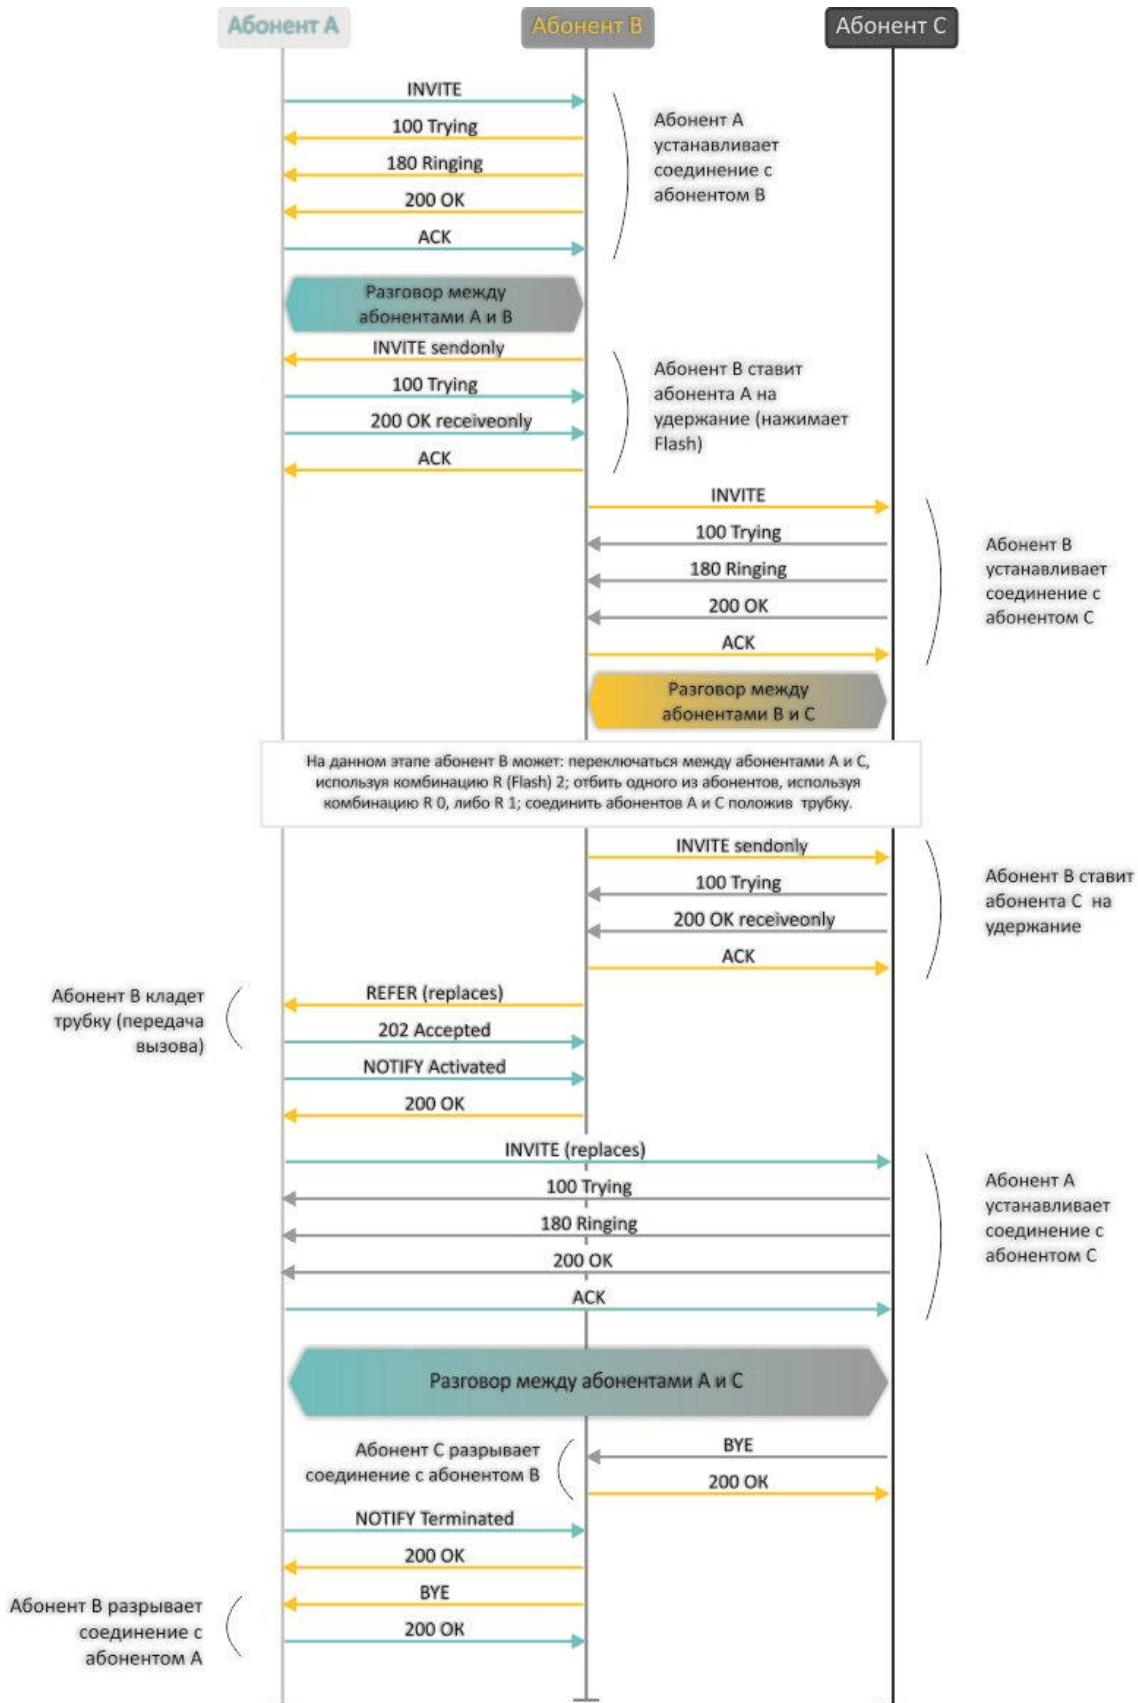 Абонент A
Абонент B
Абонент C
INVITE
100 Trying
180 Ringing
200 OK
ACK
Абонент A
устанавливает
соединение с
абонентом B
Разговор между
абонентами A и B
INVITE sendonly
100 Trying
200 OK receiveonly
ACK
Абонент B ставит
абонента A на
удержание (нажимает
Flash)
INVITE
100 Trying
180 Ringing
200 OK
ACK
Абонент B
устанавливает
соединение с
абонентом C
Разговор между
абонентами B и C
На данном этапе абонент B может: переключаться между абонентами A и C,
используя комбинацию R (Flash) 2; отбить одного из абонентов, используя
комбинацию R 0, либо R 1; соединить абонентов A и C положив трубку.
INVITE sendonly
100 Trying
200 OK receiveonly
ACK
Абонент B ставит
абонента C на
удержание
Абонент B кладет
трубку (передача
вызова)
REFER (replaces)
202 Accepted
NOTIFY Activated
200 OK
INVITE (replaces)
100 Trying
180 Ringing
200 OK
ACK
Абонент A
устанавливает
соединение с
абонентом C
Разговор между абонентами A и C
Абонент C разрывает
соединение с абонентом B
BYE
200 OK
NOTIFY Terminated
200 OK
BYE
200 OK
Абонент B разрывает
соединение с
абонентом A